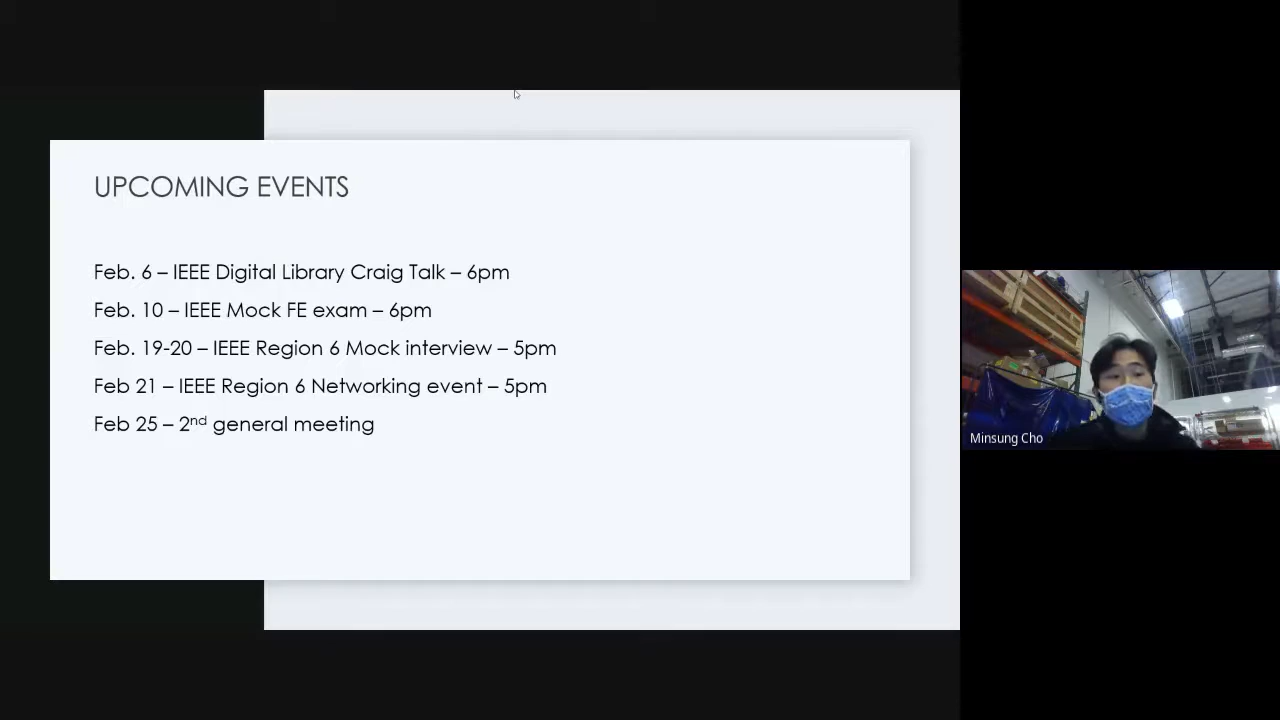 UPCOMING EVENTS
Feb. 6 – IEEE Digital Library Craig Talk – 6pm
Feb. 10 – IEEE Mock FE exam – 6pm
Feb. 19-20 – IEEE Region 6 Mock interview – 5pm
Feb 21 – IEEE Region 6 Networking event – 5pm
Feb 25 – 2nd general meeting
Minsung Cho